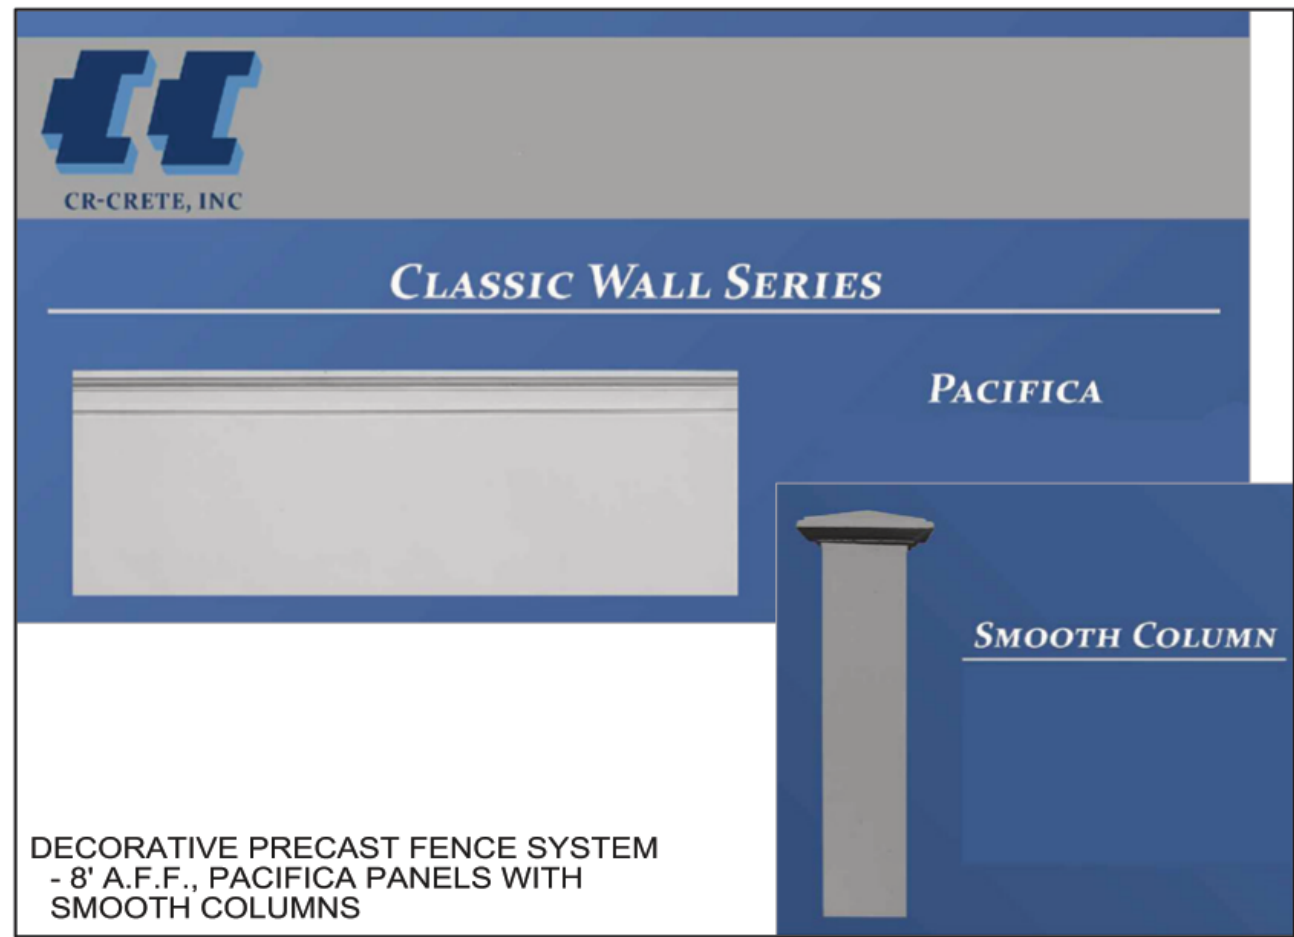 CR-CRETE, INC
CLASSIC WALL SERIES
PACIFICA
SMOOTH COLUMN
DECORATIVE PRECAST FENCE SYSTEM
- 8' A.F.F., PACIFICA PANELS WITH
SMOOTH COLUMNS